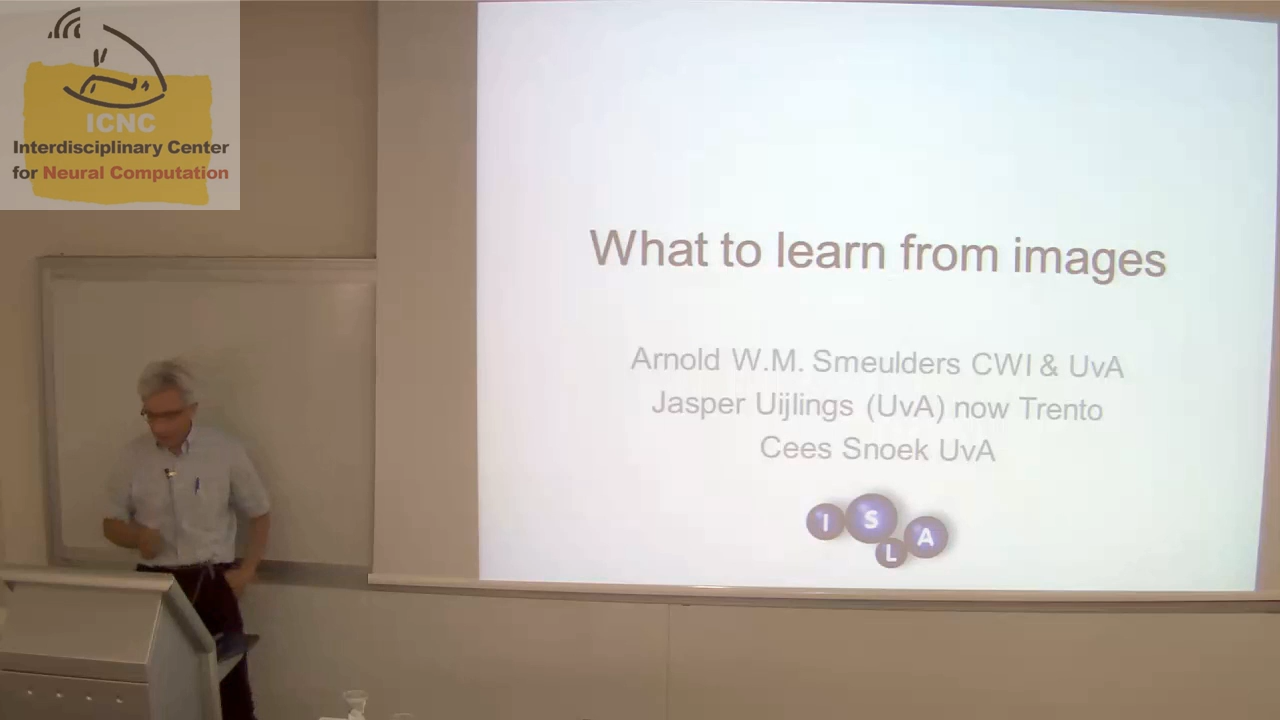 ICNC
Interdisciplinary Center
for Neural Computation
What to learn from images
Arnold W.M. Smeulders CWI & UvA
Jasper Uijlings (UvA) now Trento
Cees Snoek UvA
I S L A